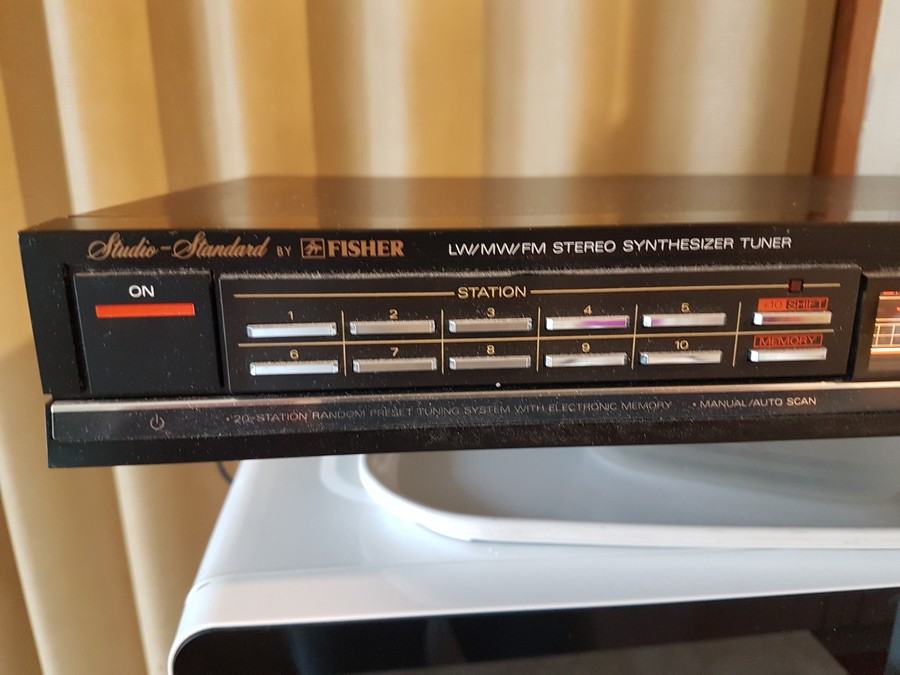 Studio-Standard BY FISHER LW/MW/FM STEREO SYNTHESIZER TUNER
ON
STATION
1 2 3 4 5 +10 SHIFT
6 7 8 9 10 MEMORY
• 20-STATION RANDOM PRESET TUNING SYSTEM WITH ELECTRONIC MEMORY • MANUAL/AUTO SCAN